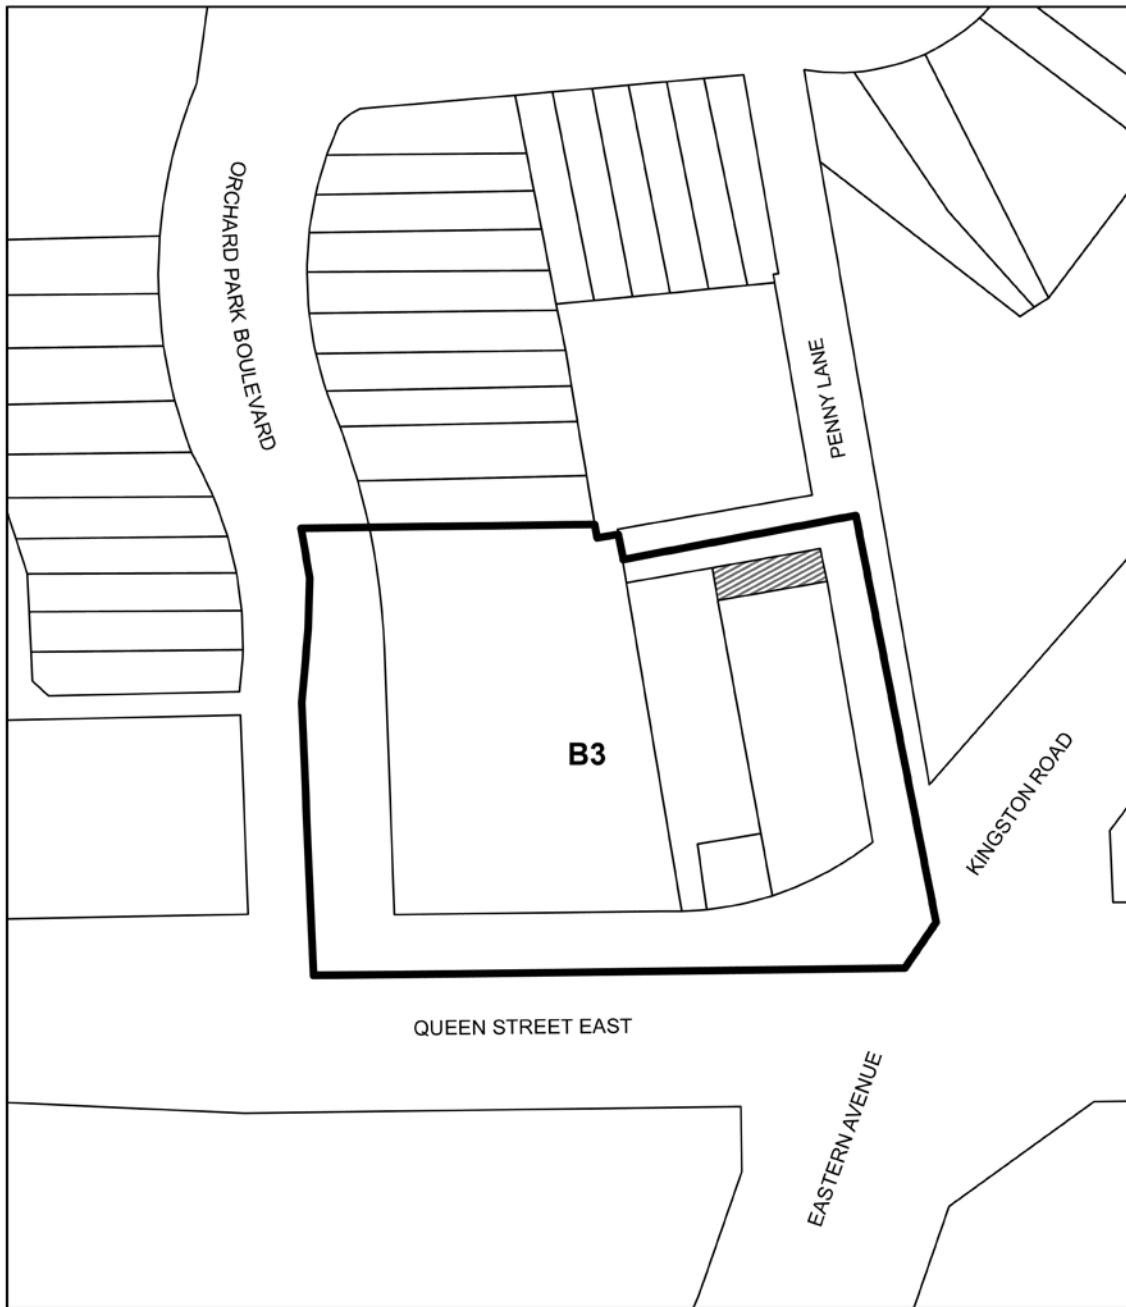 ORCHARD PARK BOULEVARD
PENNY LANE
B3
KINGSTON ROAD
QUEEN STREET EAST
EASTERN AVENUE